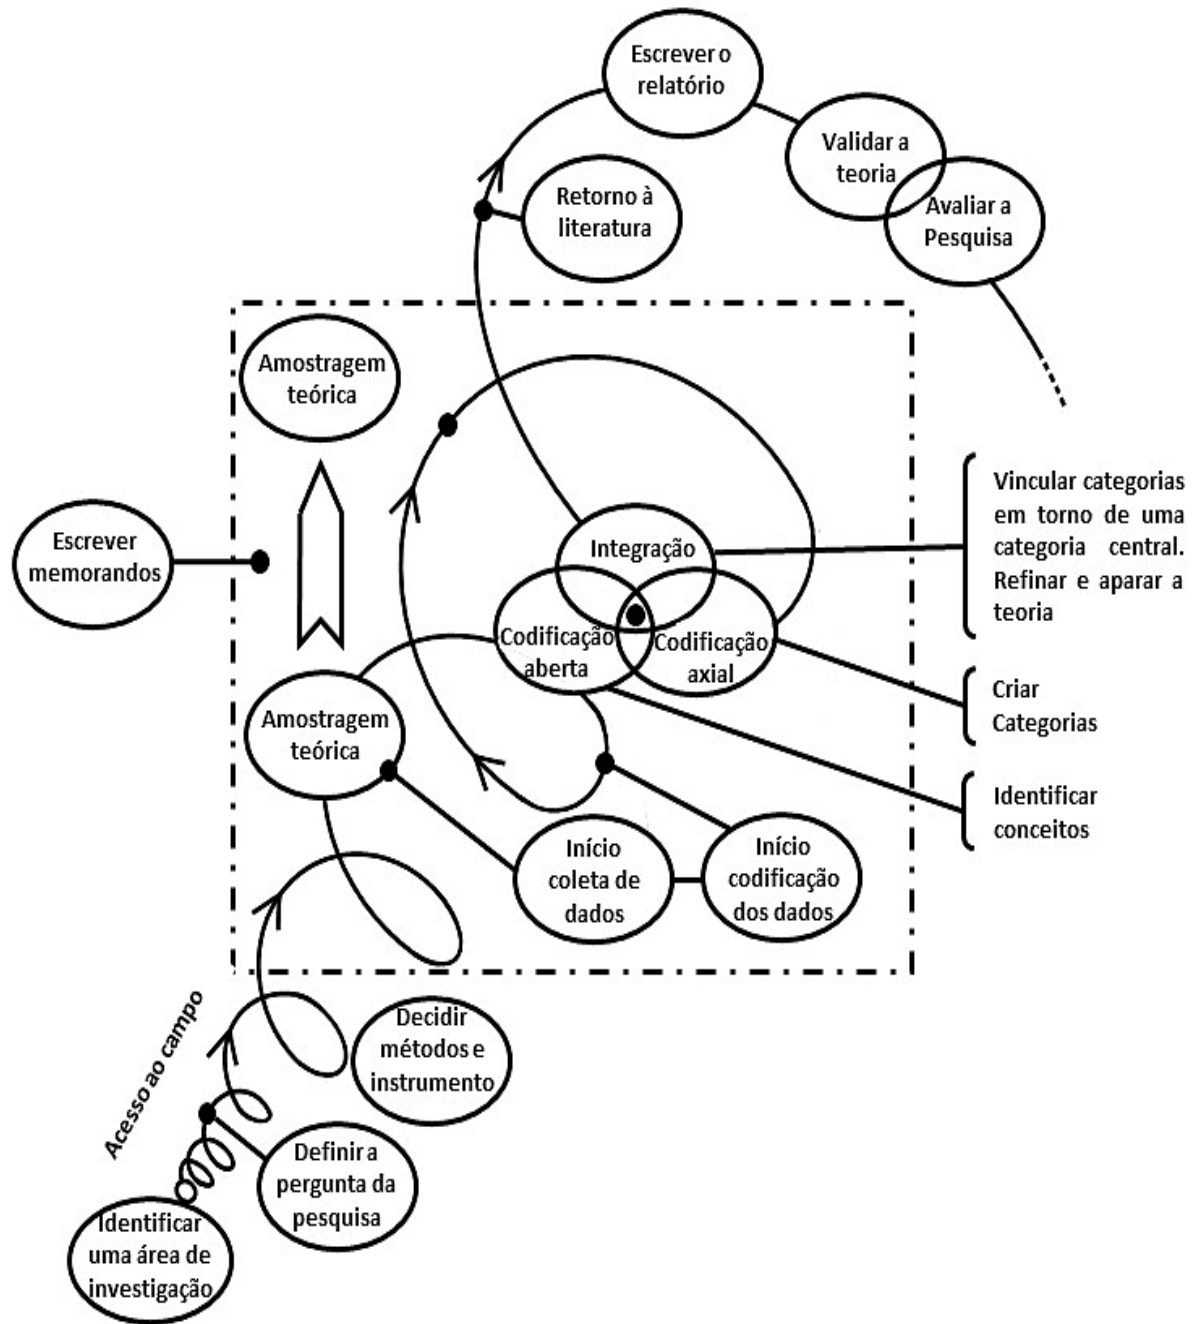 Escrever o
relatório
Validar a
teoria
Retorno à
literatura
Avaliar a
Pesquisa
Amostragem
teórica
Vincular categorias
em torno de uma
categoria central.
Refinar e aparar a
teoria
Escrever
memorandos
Integração
Codificação
aberta
Codificação
axial
Criar
Categorias
Amostragem
teórica
Identificar
conceitos
Início
coleta de
dados
Início
codificação
dos dados
Acesso ao campo
Decidir
métodos e
instrumento
Definir a
pergunta da
pesquisa
Identificar
uma área de
investigação